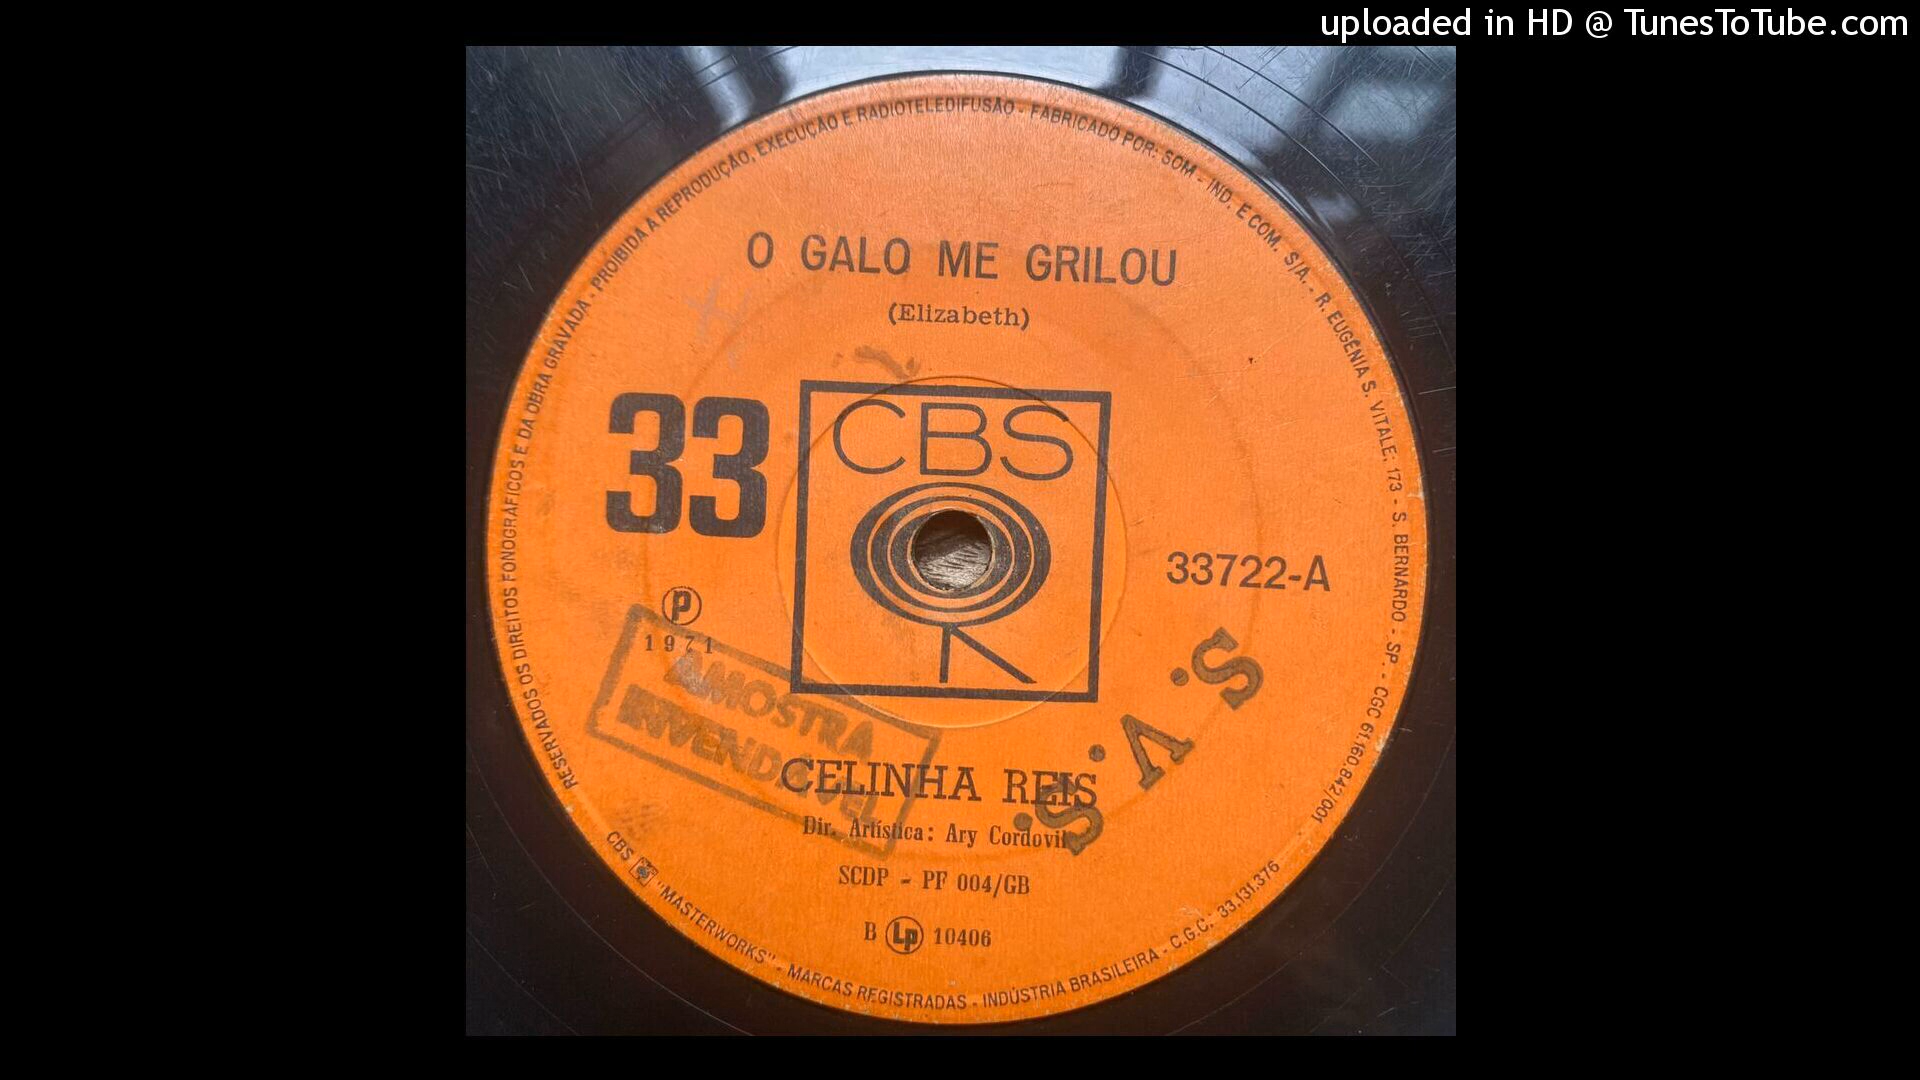 uploaded in HD @ TunesToTube.com
RESERVADOS OS DIREITOS FONOGRÁFICOS E DA OBRA GRAVADA - PROIBIDA A REPRODUÇÃO, EXECUÇÃO E RADIOTELEDIFUSÃO - FABRICADO POR: SOM - IND. E COM. S/A. - R. EUGÊNIA S. VITALE, 173 - S. BERNARDO - SP. - CGC 61.160.842/001
O GALO ME GRILOU
(Elizabeth)
33
CBS
33722-A
P
1971
AMOSTRA
INVENDAVEL
S.V.S.
CELINHA REIS
Dir. Artística: Ary Cordovil
SCDP - PF 004/GB
B Lp 10406
CBS "MASTERWORKS" - MARCAS REGISTRADAS - INDÚSTRIA BRASILEIRA - C.G.C. 33.131.376